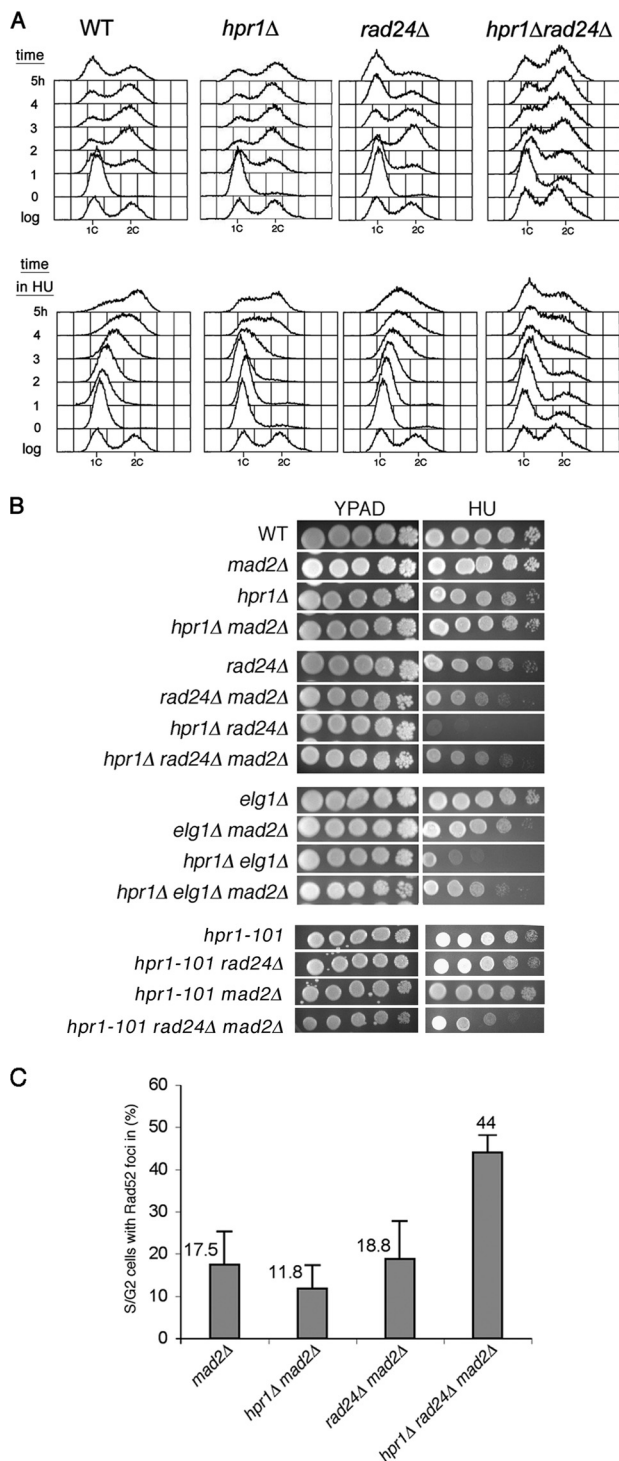 A
WT hpr1Δ rad24Δ hpr1Δrad24Δ
time
5h
4
3
2
1
0
log
1C 2C 1C 2C 1C 2C 1C 2C
time
in HU
5h
4
3
2
1
0
log
1C 2C 1C 2C 1C 2C 1C 2C
B
YPAD HU
WT
mad2Δ
hpr1Δ
hpr1Δ mad2Δ
rad24Δ
rad24Δ mad2Δ
hpr1Δ rad24Δ
hpr1Δ rad24Δ mad2Δ
elg1Δ
elg1Δ mad2Δ
hpr1Δ elg1Δ
hpr1Δ elg1Δ mad2Δ
hpr1-101
hpr1-101 rad24Δ
hpr1-101 mad2Δ
hpr1-101 rad24Δ mad2Δ
C
S/G2 cells with Rad52 foci in (%)
60
50
40
30
20
10
0
17.5
11.8
18.8
44
mad2Δ
hpr1Δ mad2Δ
rad24Δ mad2Δ
hpr1Δ rad24Δ mad2Δ